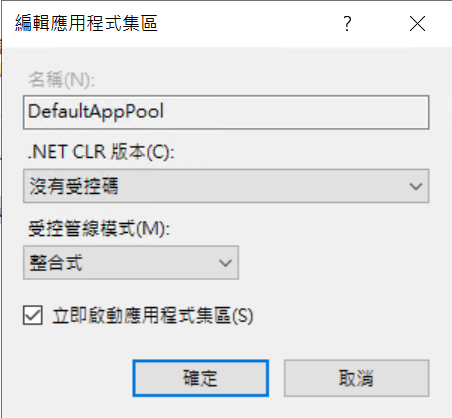 編輯應用程式集區
名稱(N):
DefaultAppPool
.NET CLR 版本(C):
沒有受控碼
受控管線模式(M):
整合式
立即啟動應用程式集區(S)
確定
取消